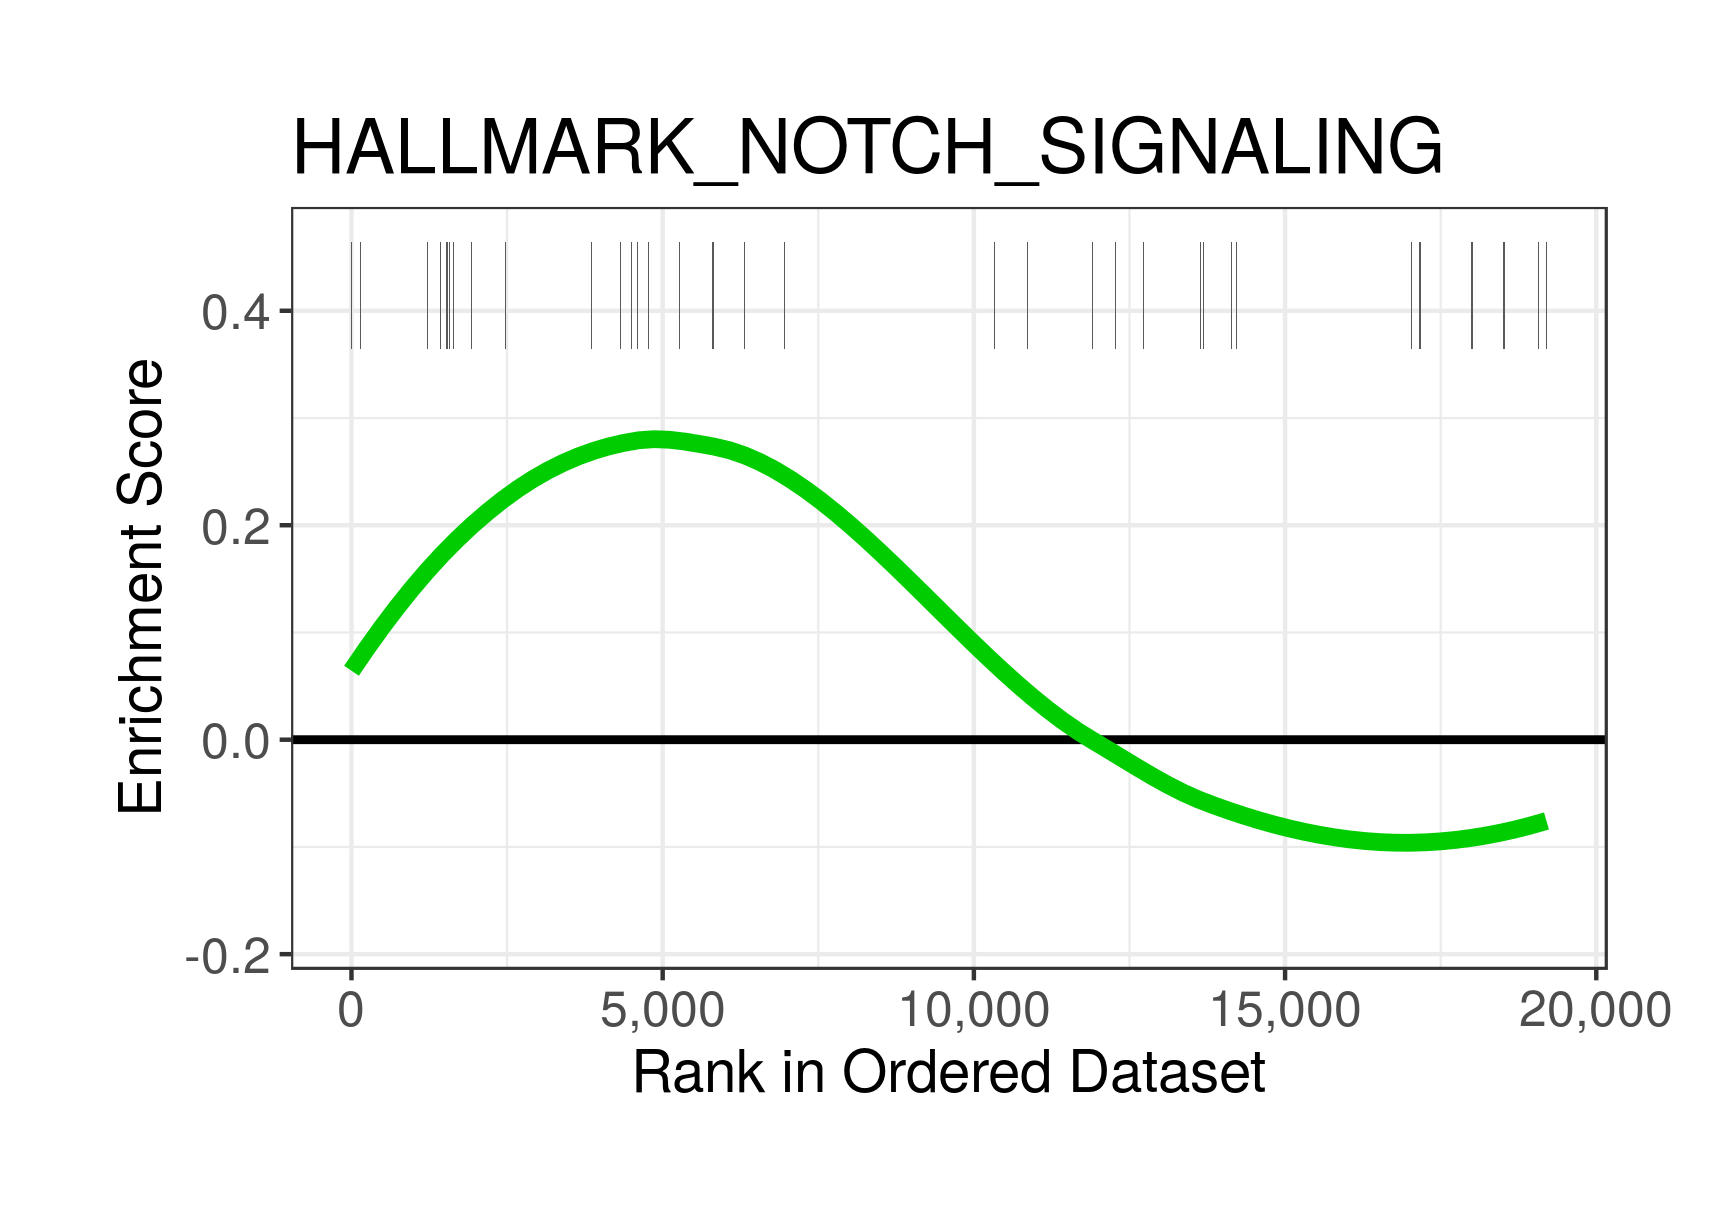 HALLMARK_NOTCH_SIGNALING
Enrichment Score
0.4
0.2
0.0
-0.2
0 5,000 10,000 15,000 20,000
Rank in Ordered Dataset